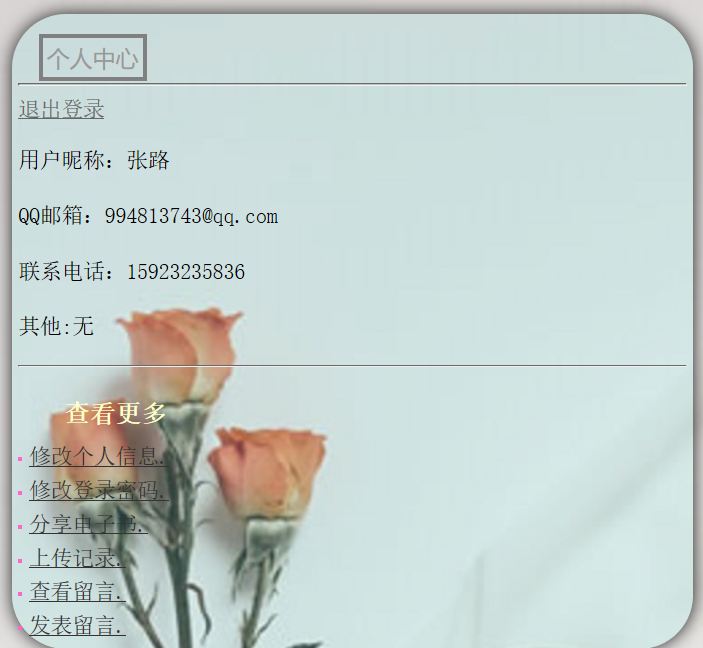 个人中心
退出登录
用户昵称：张路
QQ邮箱：994813743@qq.com
联系电话：15923235836
其他:无
查看更多
修改个人信息.
修改登录密码.
分享电子书.
上传记录.
查看留言.
发表留言.